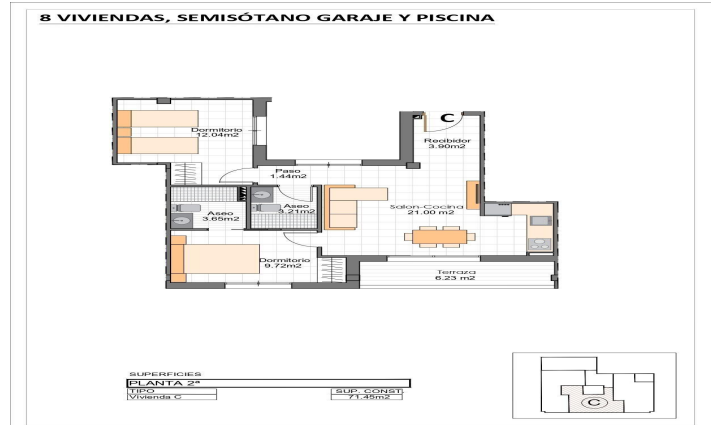 8 VIVIENDAS, SEMISÓTANO GARAJE Y PISCINA
C
Recibidor
3.90m2
Dormitorio
12.04m2
Paso
1.44m2
Aseo
3.65m2
Aseo
3.21m2
Salon-Cocina
21.00 m2
Dormitorio
9.72m2
Terraza
6.23 m2
SUPERFICIES
PLANTA 2ª
TIPO SUP. CONST.
Vivienda C 71.45m2
C